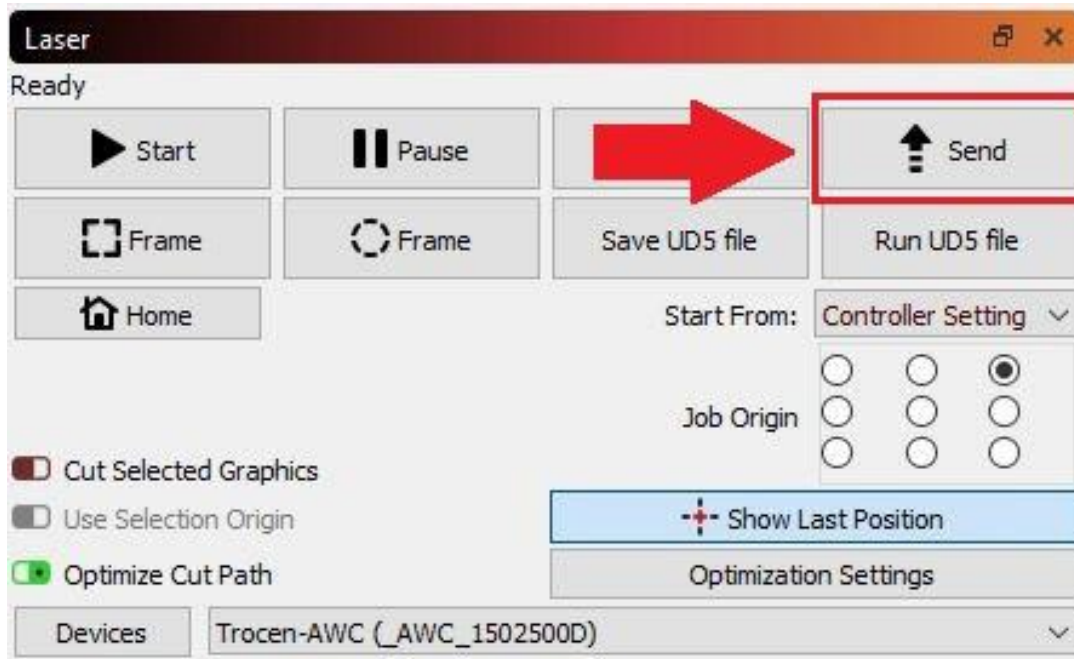 Laser
Ready
Start
Pause
Send
Frame
Frame
Save UD5 file
Run UD5 file
Home
Start From:
Controller Setting
Job Origin
Cut Selected Graphics
Use Selection Origin
Show Last Position
Optimize Cut Path
Optimization Settings
Devices
Trocen-AWC (_AWC_1502500D)